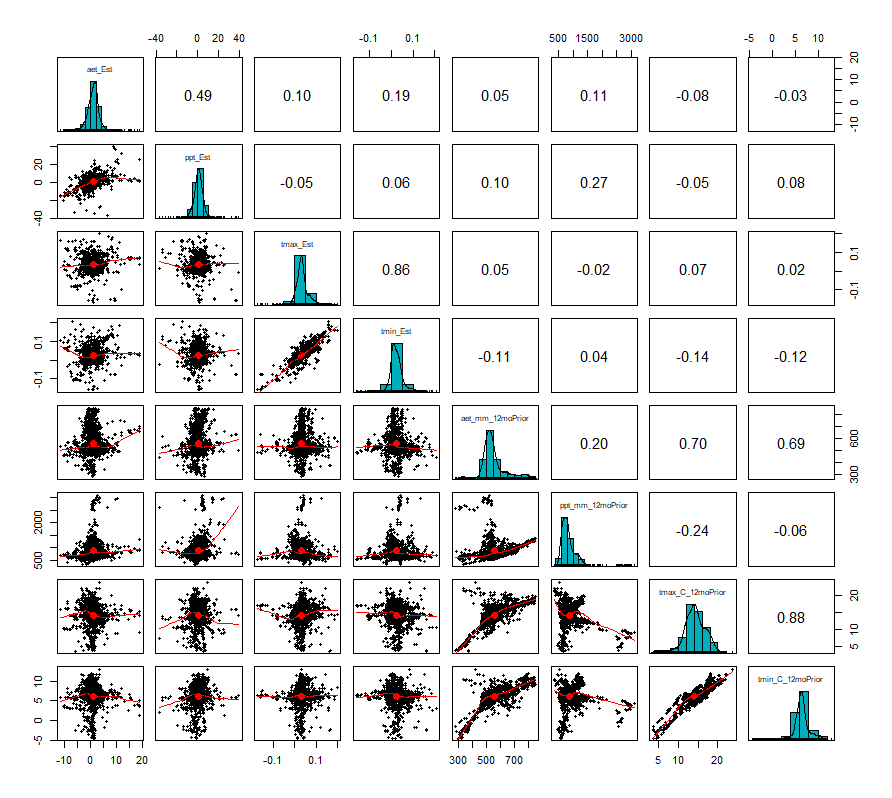 -40 0 20 40 -0.1 0.1 500 1500 3000 -5 5 10
aet_Est
0.49 0.10 0.19 0.05 0.11 -0.08 -0.03
-10 0 5 10 20
ppt_Est
-0.05 0.06 0.10 0.27 -0.05 0.08
-40 0 20
tmax_Est
0.86 0.05 -0.02 0.07 0.02
-0.1 0.1
tmin_Est
-0.11 0.04 -0.14 -0.12
-0.1 0.1
aet_mm_12moPrior
0.20 0.70 0.69
300 600
ppt_mm_12moPrior
-0.24 -0.06
500 2000
tmax_C_12moPrior
0.88
5 10 20
tmin_C_12moPrior
-5 0 5 10
-10 0 5 10 20 -0.1 0.1 300 500 700 5 10 20